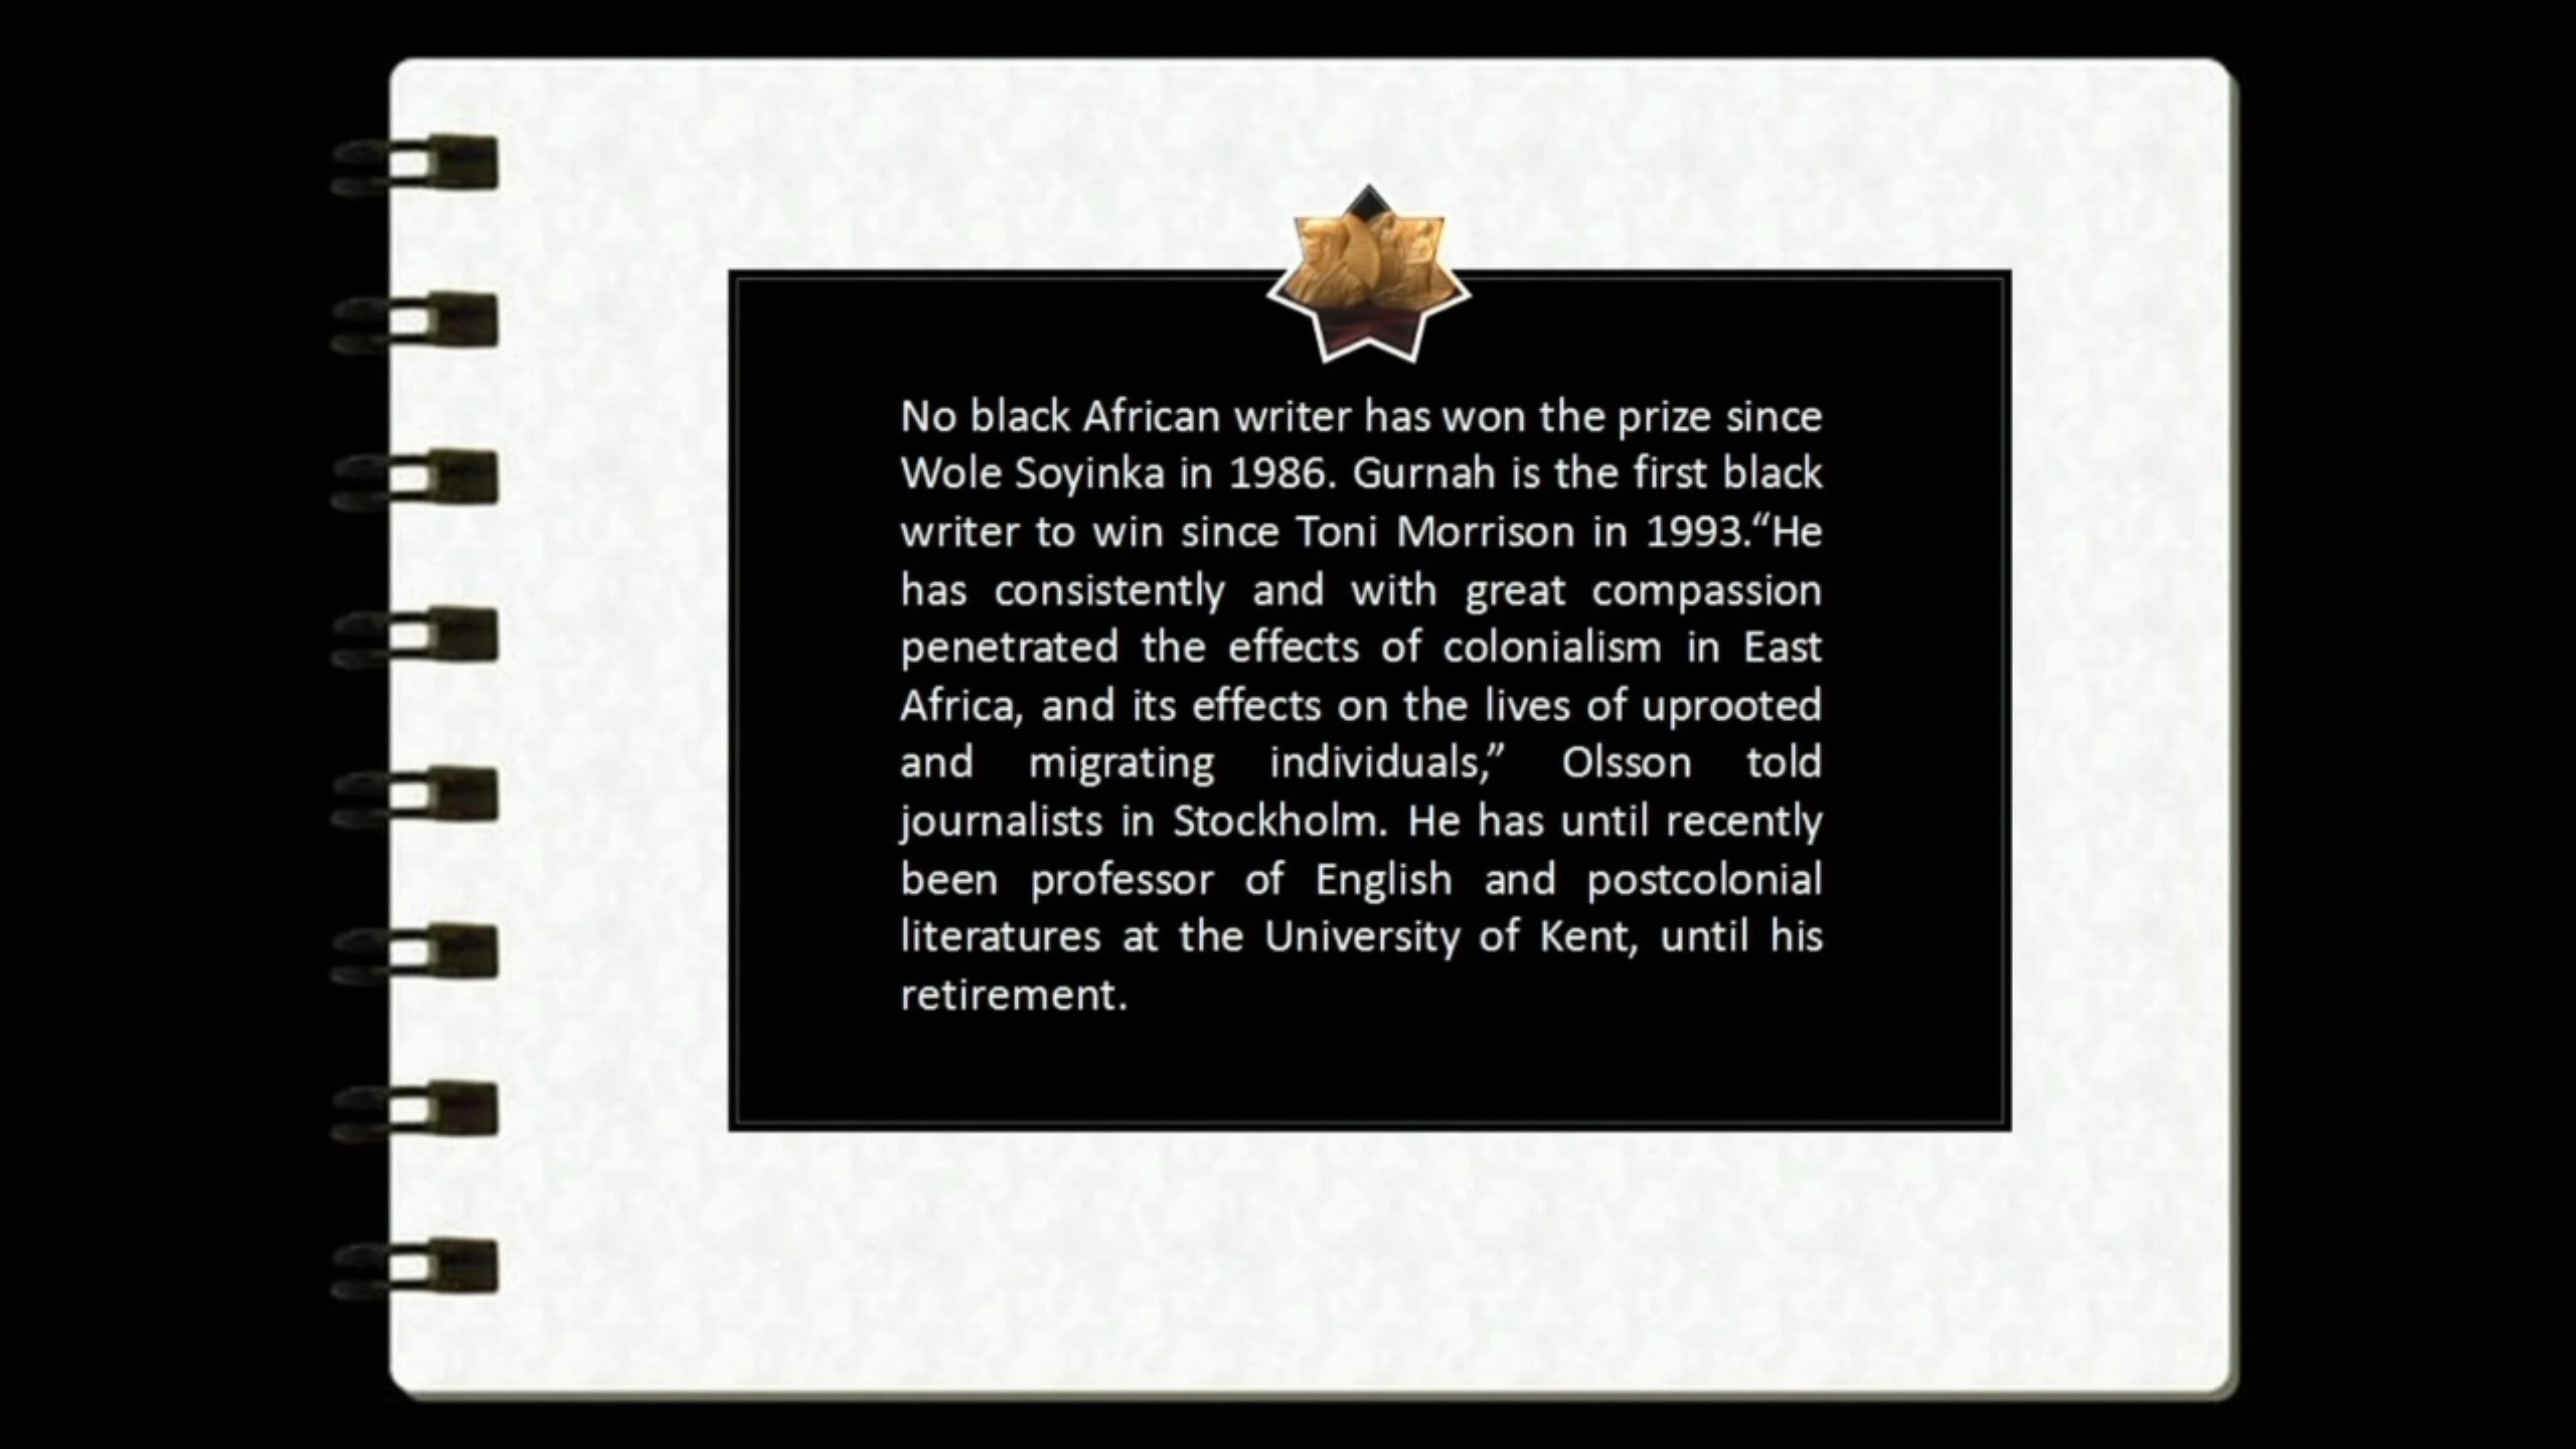 No black African writer has won the prize since
Wole Soyinka in 1986. Gurnah is the first black
writer to win since Toni Morrison in 1993.“He
has consistently and with great compassion
penetrated the effects of colonialism in East
Africa, and its effects on the lives of uprooted
and migrating individuals,” Olsson told
journalists in Stockholm. He has until recently
been professor of English and postcolonial
literatures at the University of Kent, until his
retirement.